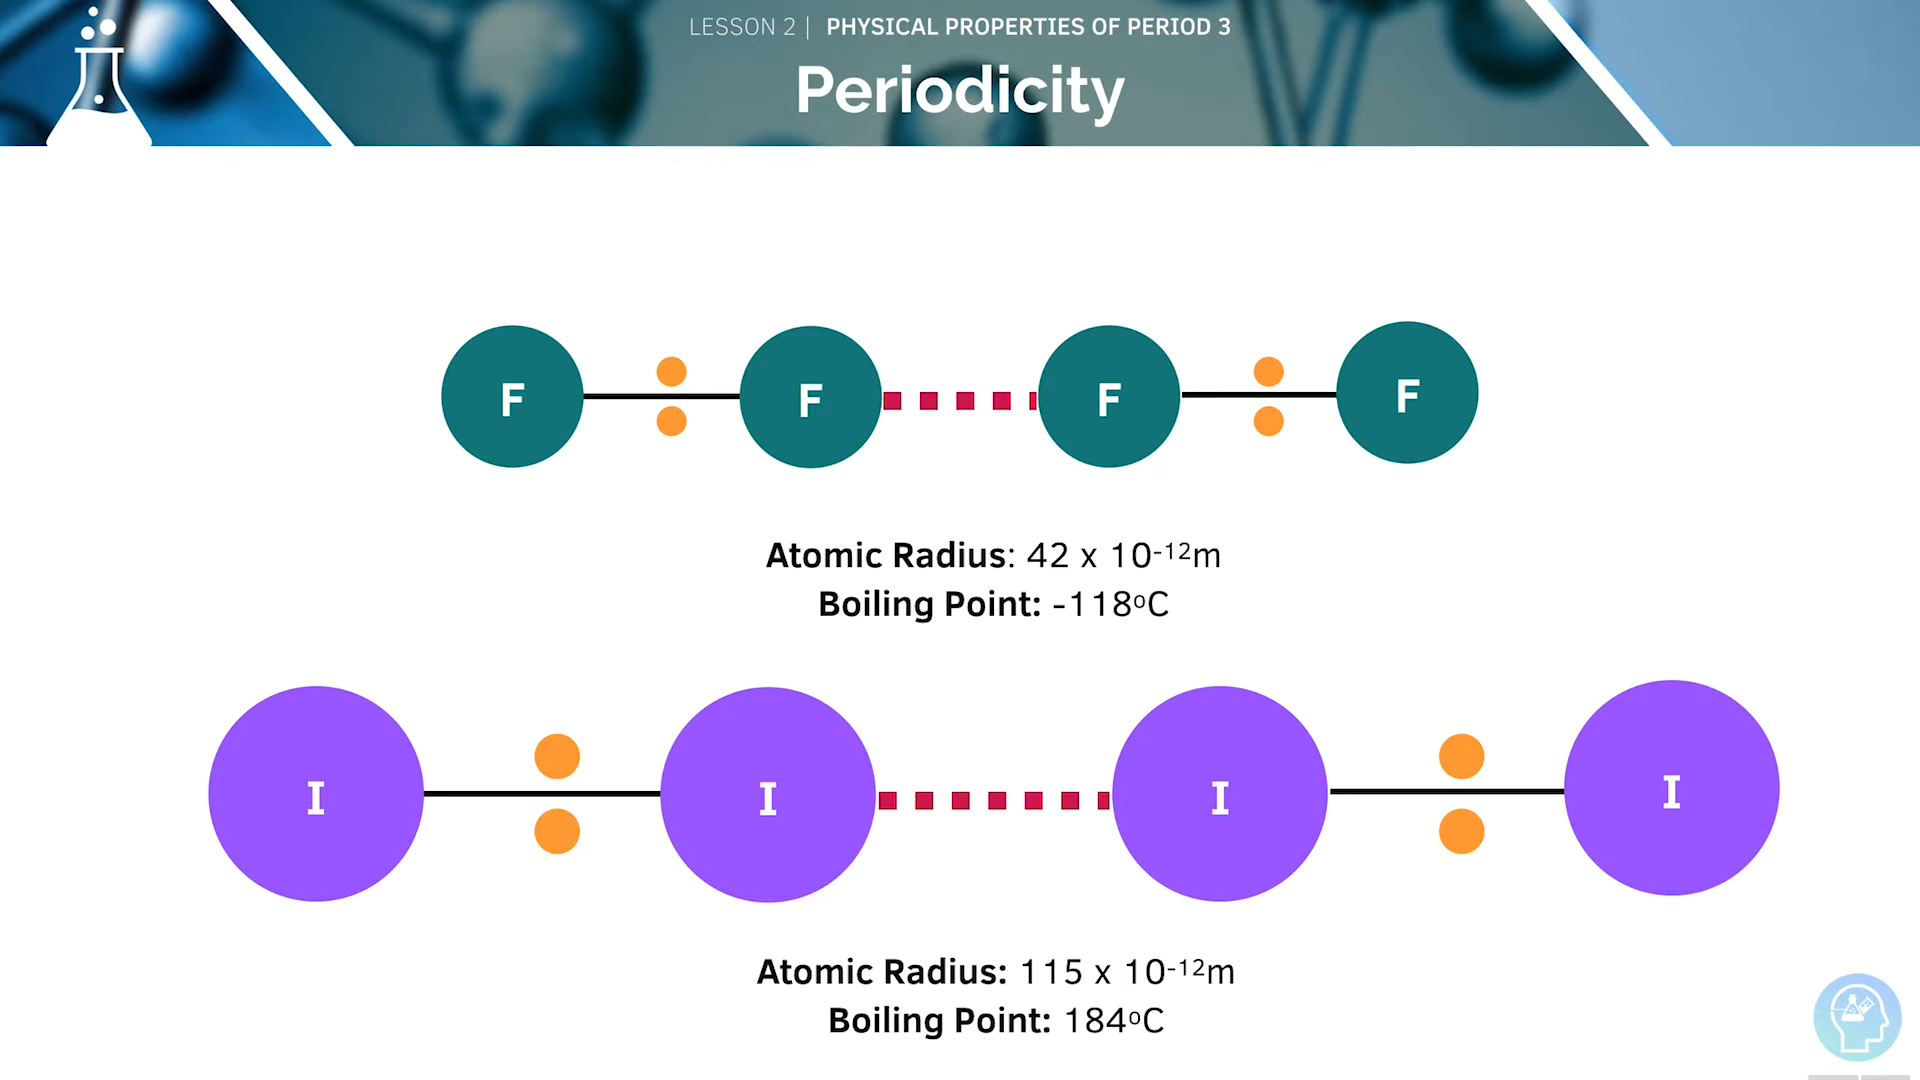 LESSON 2 | PHYSICAL PROPERTIES OF PERIOD 3
Periodicity
F F F F
Atomic Radius: 42 x 10⁻¹²m
Boiling Point: -118ºC
I I I I
Atomic Radius: 115 x 10⁻¹²m
Boiling Point: 184ºC